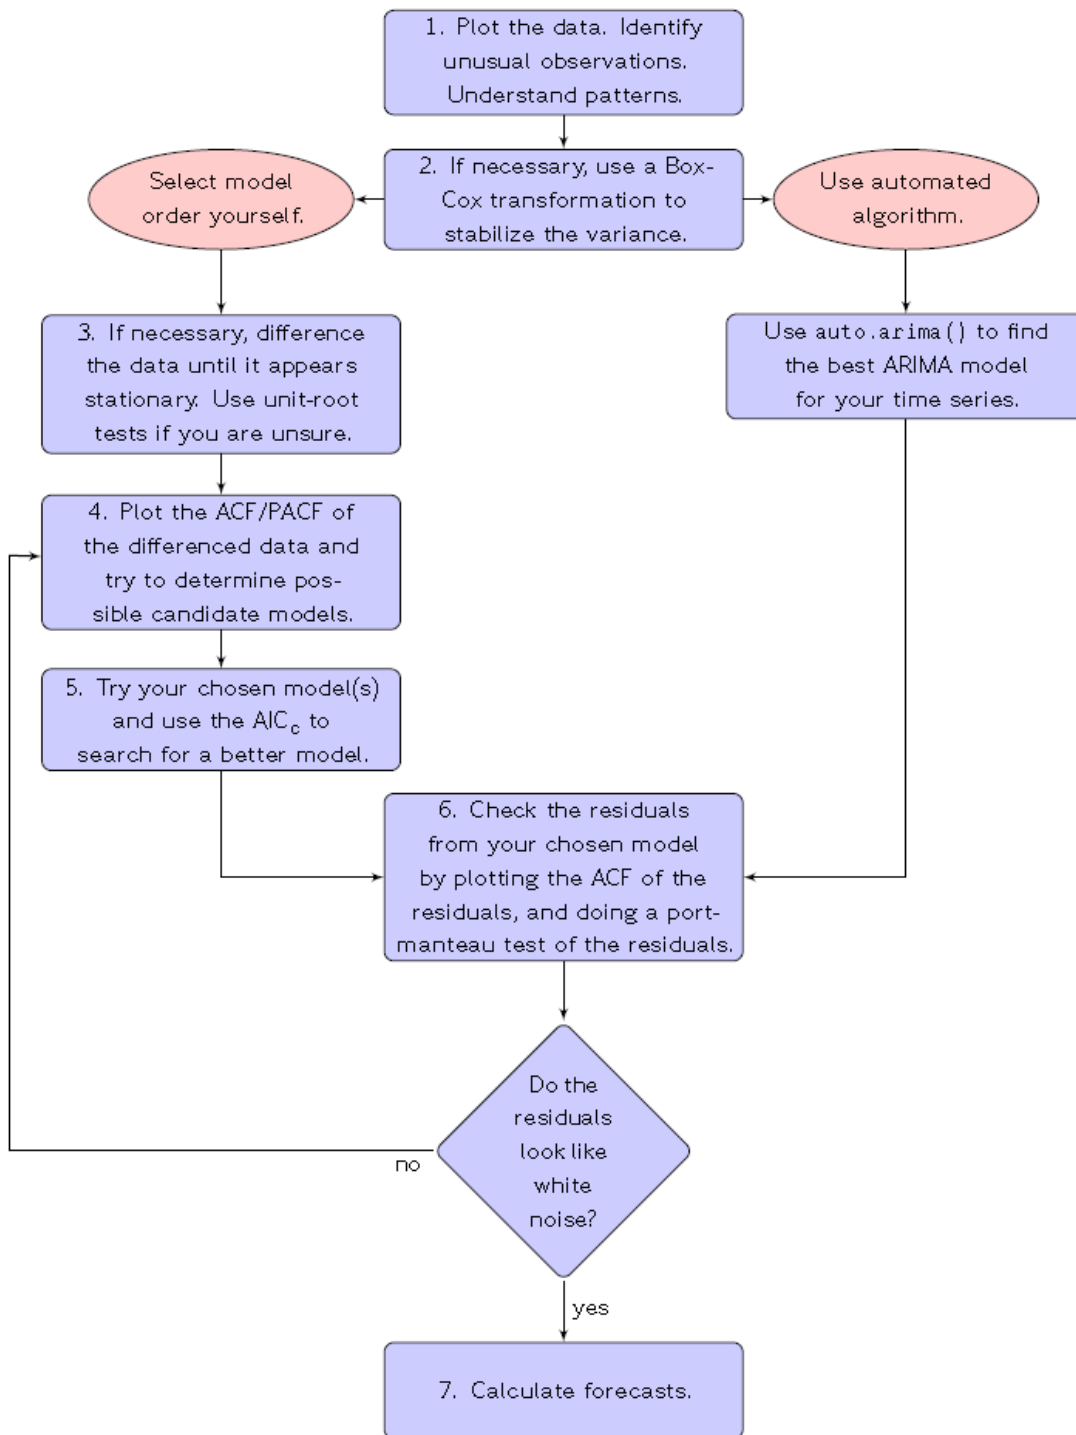 1. Plot the data. Identify
unusual observations.
Understand patterns.
Select model
order yourself.
2. If necessary, use a Box-
Cox transformation to
stabilize the variance.
Use automated
algorithm.
3. If necessary, difference
the data until it appears
stationary. Use unit-root
tests if you are unsure.
Use auto.arima() to find
the best ARIMA model
for your time series.
4. Plot the ACF/PACF of
the differenced data and
try to determine pos-
sible candidate models.
5. Try your chosen model(s)
and use the AICc to
search for a better model.
6. Check the residuals
from your chosen model
by plotting the ACF of the
residuals, and doing a port-
manteau test of the residuals.
Do the
residuals
look like
white
noise?
no
yes
7. Calculate forecasts.